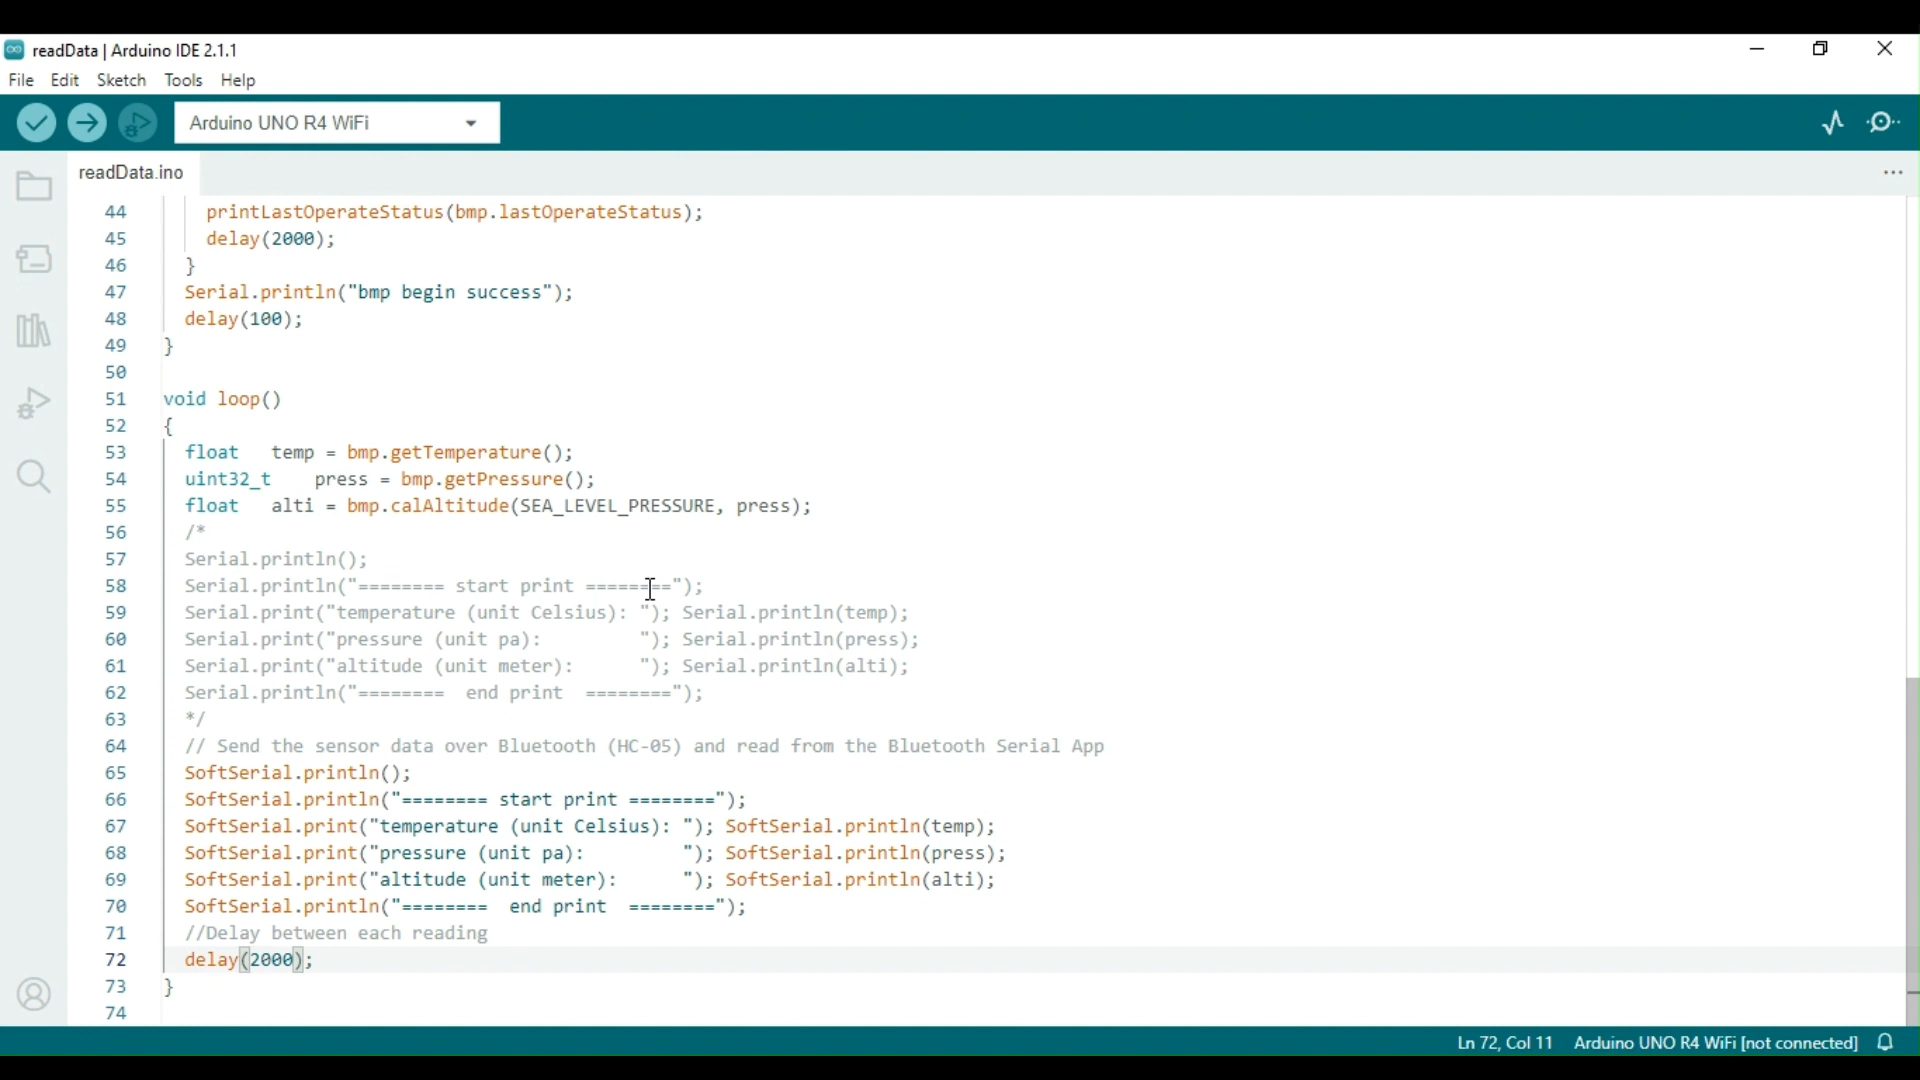 readData | Arduino IDE 2.1.1
File Edit Sketch Tools Help
Arduino UNO R4 WiFi
readData.ino
44 printLastOperateStatus(bmp.lastOperateStatus);
45 delay(2000);
46 }
47 Serial.println("bmp begin success");
48 delay(100);
49 }
50
51 void loop()
52 {
53 float   temp = bmp.getTemperature();
54 uint32_t    press = bmp.getPressure();
55 float   alti = bmp.calAltitude(SEA_LEVEL_PRESSURE, press);
56 /*
57 Serial.println();
58 Serial.println("======== start print ========");
59 Serial.print("temperature (unit Celsius): "); Serial.println(temp);
60 Serial.print("pressure (unit pa):         "); Serial.println(press);
61 Serial.print("altitude (unit meter):      "); Serial.println(alti);
62 Serial.println("========  end print  ========");
63 */
64 // Send the sensor data over Bluetooth (HC-05) and read from the Bluetooth Serial App
65 SoftSerial.println();
66 SoftSerial.println("======== start print ========");
67 SoftSerial.print("temperature (unit Celsius): "); SoftSerial.println(temp);
68 SoftSerial.print("pressure (unit pa):         "); SoftSerial.println(press);
69 SoftSerial.print("altitude (unit meter):      "); SoftSerial.println(alti);
70 SoftSerial.println("========  end print  ========");
71 //Delay between each reading
72 delay(2000);
73 }
74
Ln 72, Col 11 Arduino UNO R4 WiFi [not connected]